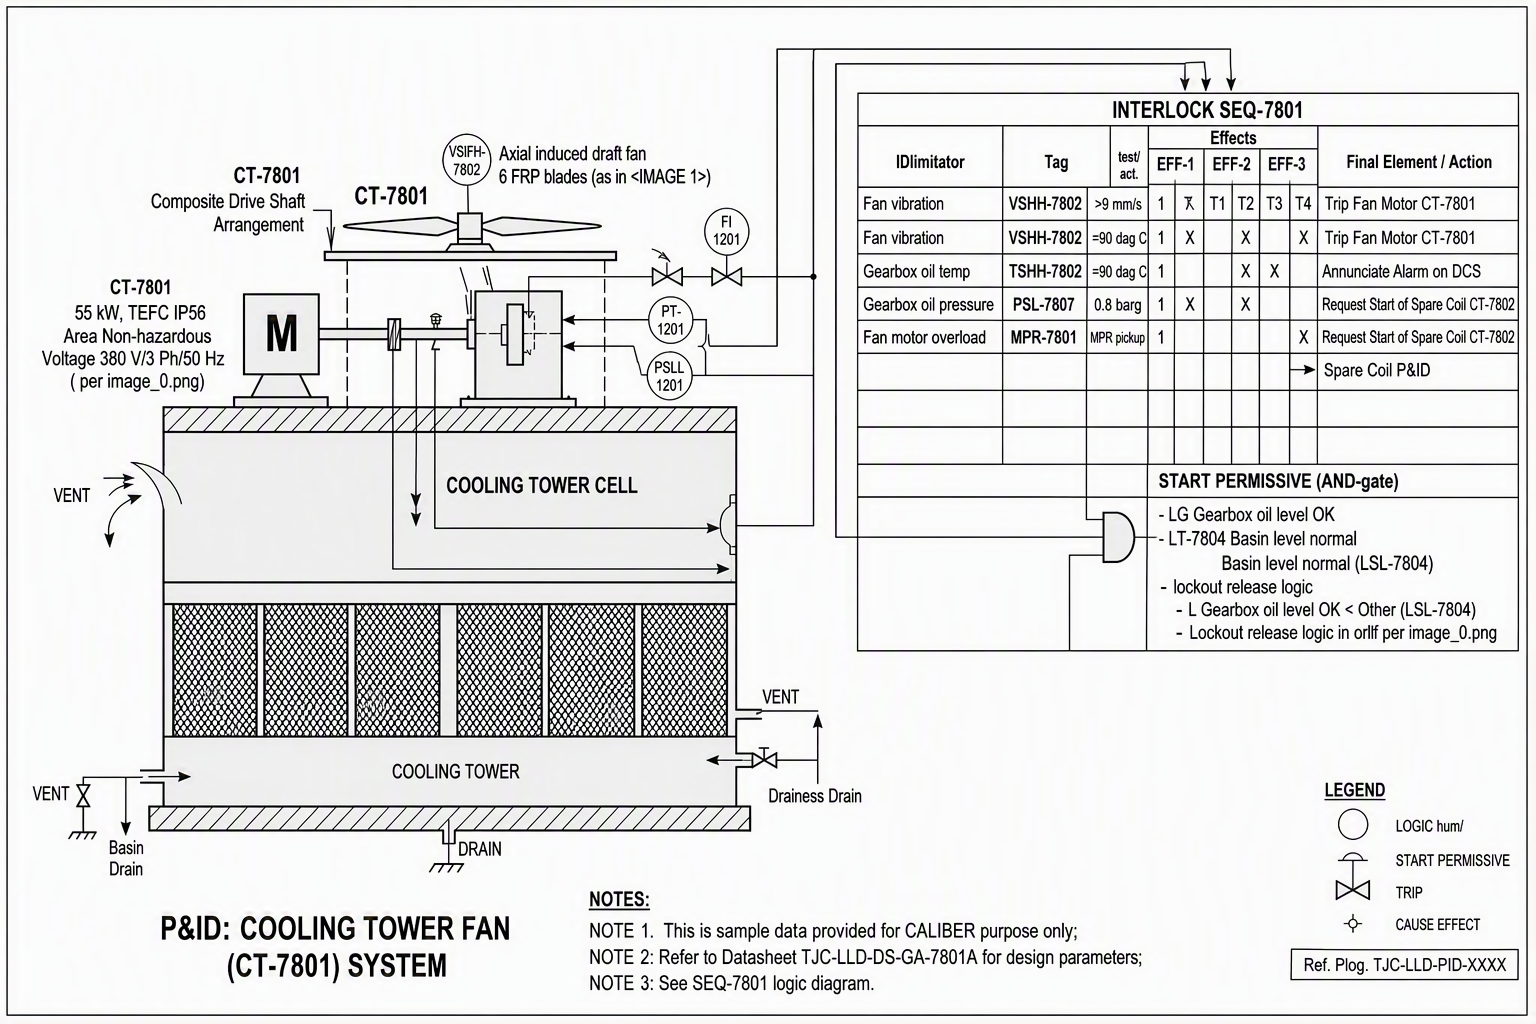 INTERLOCK SEQ-7801
IDlimitator
Tag
test/
act.
Effects
EFF-1
EFF-2
EFF-3
Final Element / Action
Fan vibration VSHH-7802 >9 mm/s 1 X T1 T2 T3 T4 Trip Fan Motor CT-7801
Fan vibration VSHH-7802 =90 dag C 1 X X X Trip Fan Motor CT-7801
Gearbox oil temp TSHH-7802 =90 dag C 1 X X Annunciate Alarm on DCS
Gearbox oil pressure PSL-7807 0.8 barg 1 X X Request Start of Spare Coil CT-7802
Fan motor overload MPR-7801 MPR pickup 1 X Request Start of Spare Coil CT-7802
Spare Coil P&ID
START PERMISSIVE (AND-gate)
- LG Gearbox oil level OK
- LT-7804 Basin level normal
Basin level normal (LSL-7804)
- lockout release logic
- L Gearbox oil level OK < Other (LSL-7804)
- Lockout release logic in orllf per image_0.png
VSIFH-
7802
Axial induced draft fan
6 FRP blades (as in <IMAGE 1>)
CT-7801
Composite Drive Shaft
Arrangement
CT-7801
FI
1201
CT-7801
55 kW, TEFC IP56
Area Non-hazardous
Voltage 380 V/3 Ph/50 Hz
( per image_0.png)
M
PT-
1201
PSLL
1201
VENT
COOLING TOWER CELL
VENT
COOLING TOWER
VENT
Drainess Drain
Basin
Drain
DRAIN
LEGEND
LOGIC hum/
START PERMISSIVE
TRIP
CAUSE EFFECT
Ref. Plog. TJC-LLD-PID-XXXX
P&ID: COOLING TOWER FAN
(CT-7801) SYSTEM
NOTES:
NOTE 1. This is sample data provided for CALIBER purpose only;
NOTE 2: Refer to Datasheet TJC-LLD-DS-GA-7801A for design parameters;
NOTE 3: See SEQ-7801 logic diagram.